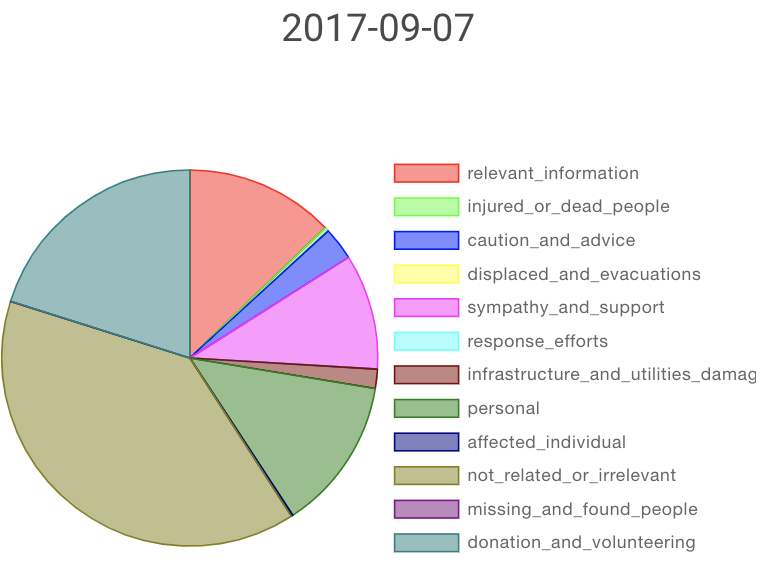 2017-09-07
relevant_information
injured_or_dead_people
caution_and_advice
displaced_and_evacuations
sympathy_and_support
response_efforts
infrastructure_and_utilities_damag
personal
affected_individual
not_related_or_irrelevant
missing_and_found_people
donation_and_volunteering